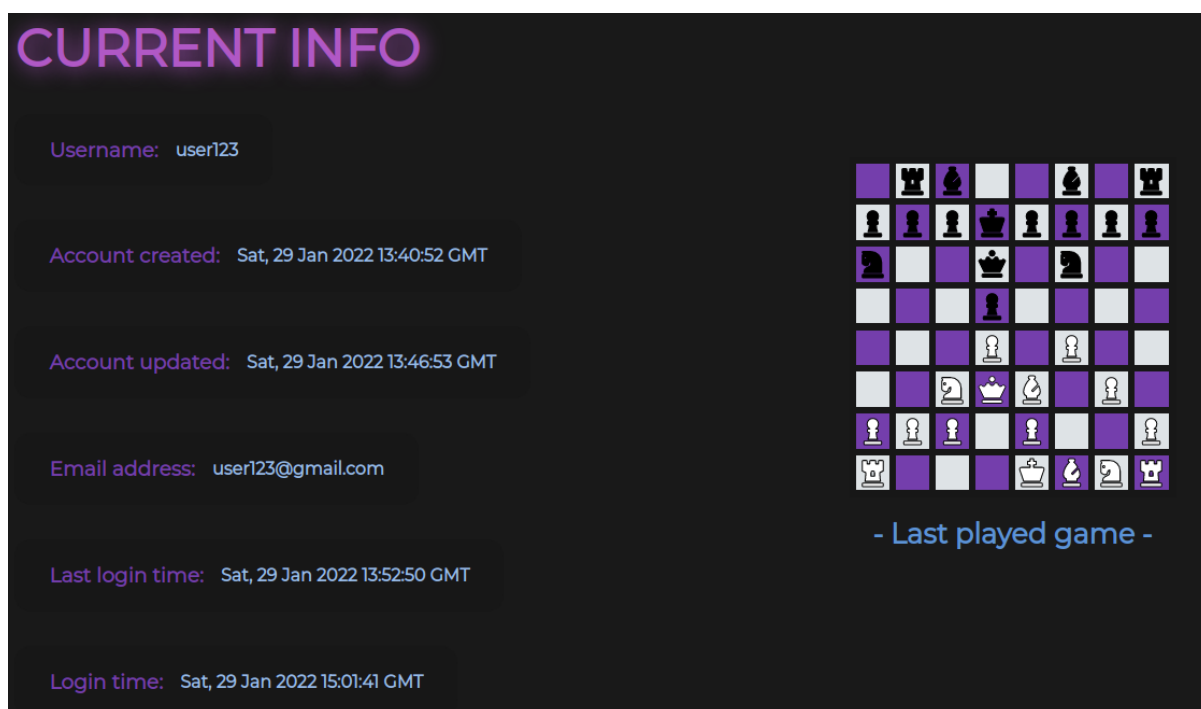 CURRENT INFO
Username: user123
Account created: Sat, 29 Jan 2022 13:40:52 GMT
Account updated: Sat, 29 Jan 2022 13:46:53 GMT
Email address: user123@gmail.com
Last login time: Sat, 29 Jan 2022 13:52:50 GMT
Login time: Sat, 29 Jan 2022 15:01:41 GMT
- Last played game -